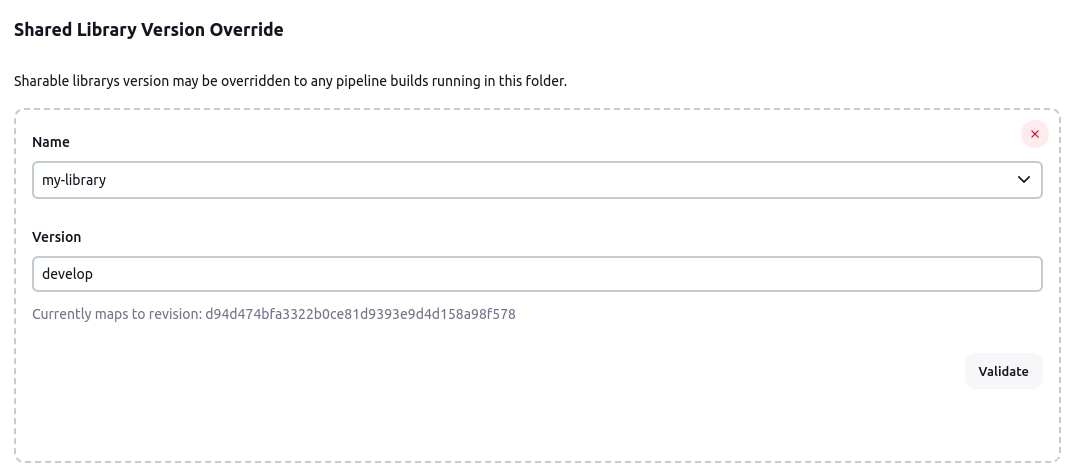 Shared Library Version Override
Sharable librarys version may be overridden to any pipeline builds running in this folder.
Name
my-library
Version
develop
Currently maps to revision: d94d474bfa3322b0ce81d9393e9d4d158a98f578
Validate